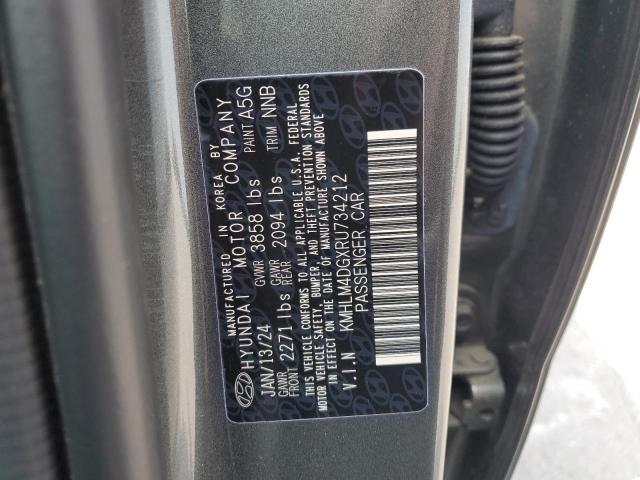 MANUFACTURED IN KOREA BY
HYUNDAI MOTOR COMPANY
JAN/13/24 GVWR 3858 lbs PAINT A5G
GAWR FRONT 2271 lbs GAWR REAR 2094 lbs TRIM NNB
THIS VEHICLE CONFORMS TO ALL APPLICABLE U.S.A. FEDERAL
MOTOR VEHICLE SAFETY, BUMPER, AND THEFT PREVENTION STANDARDS
IN EFFECT ON THE DATE OF MANUFACTURE SHOWN ABOVE
V.I.N KMHLM4DGXRU734212
PASSENGER CAR